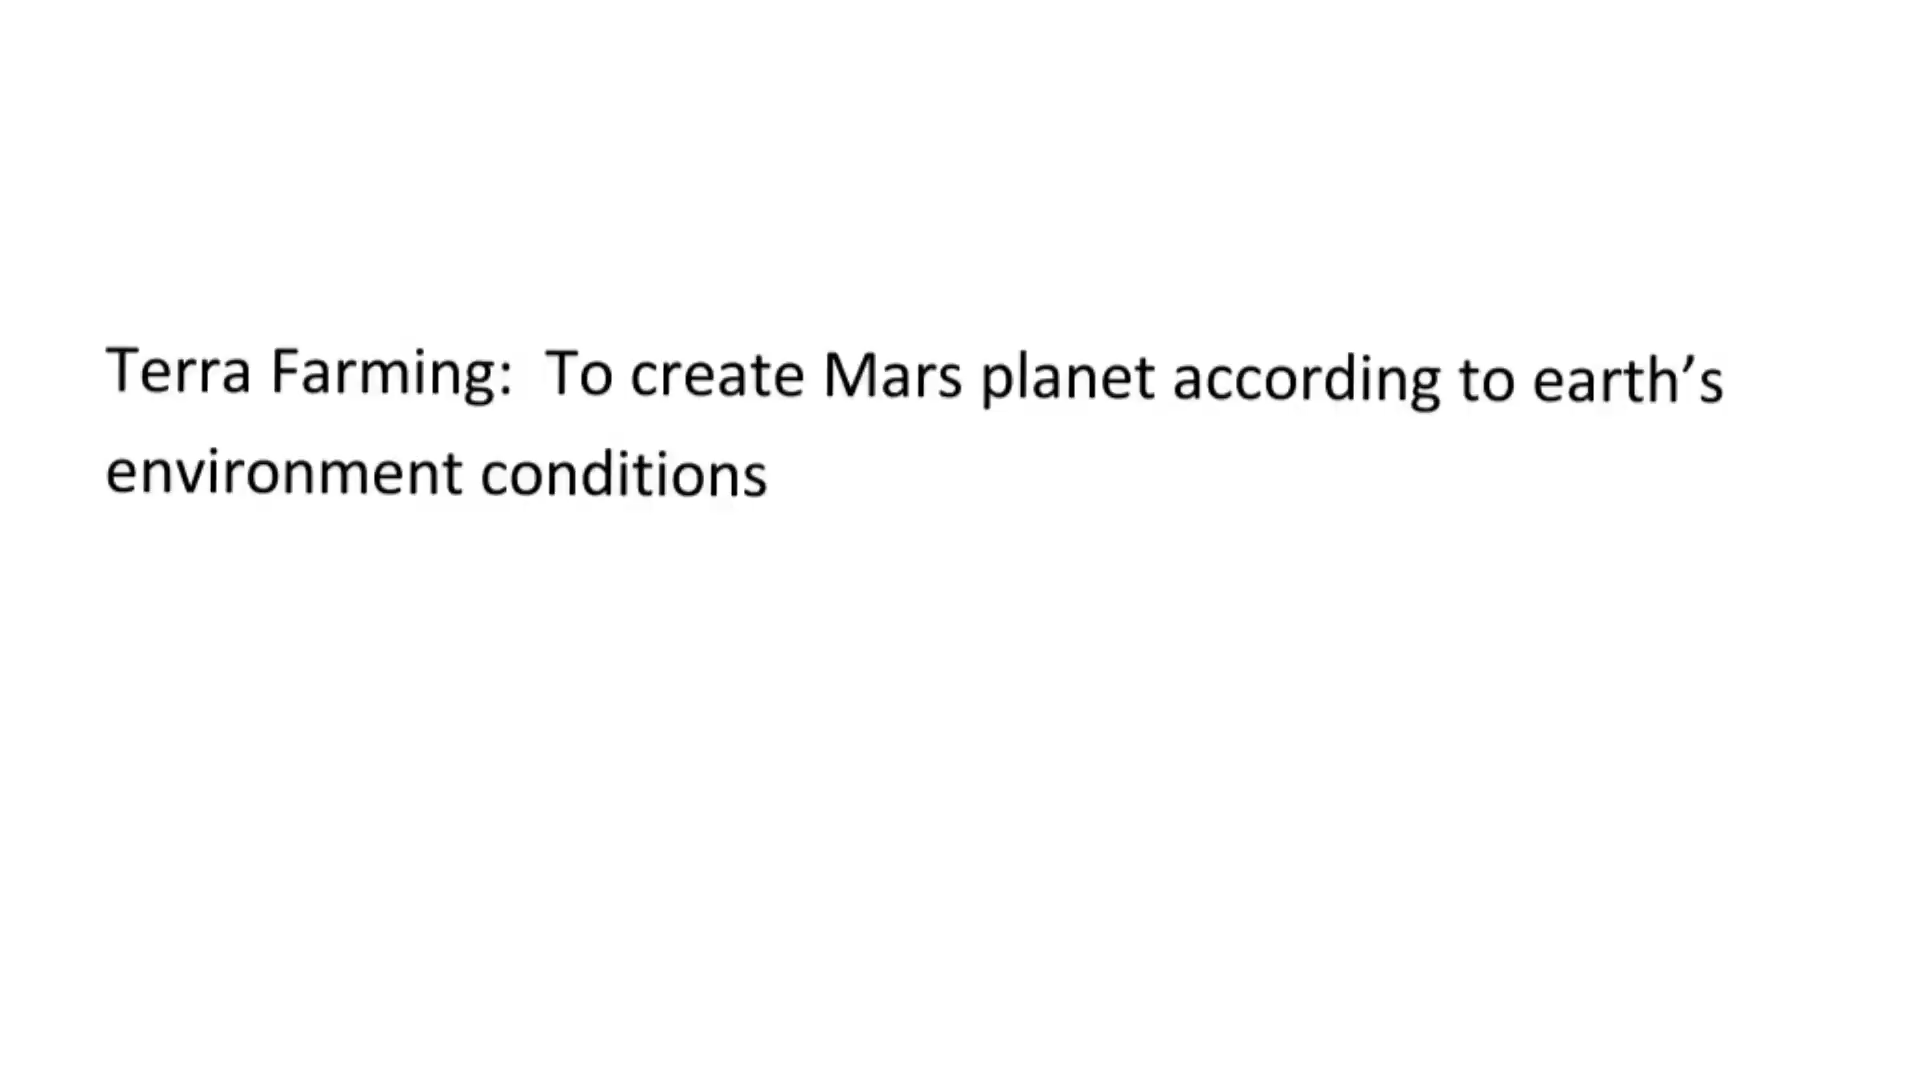 Terra Farming:  To create Mars planet according to earth’s
environment conditions